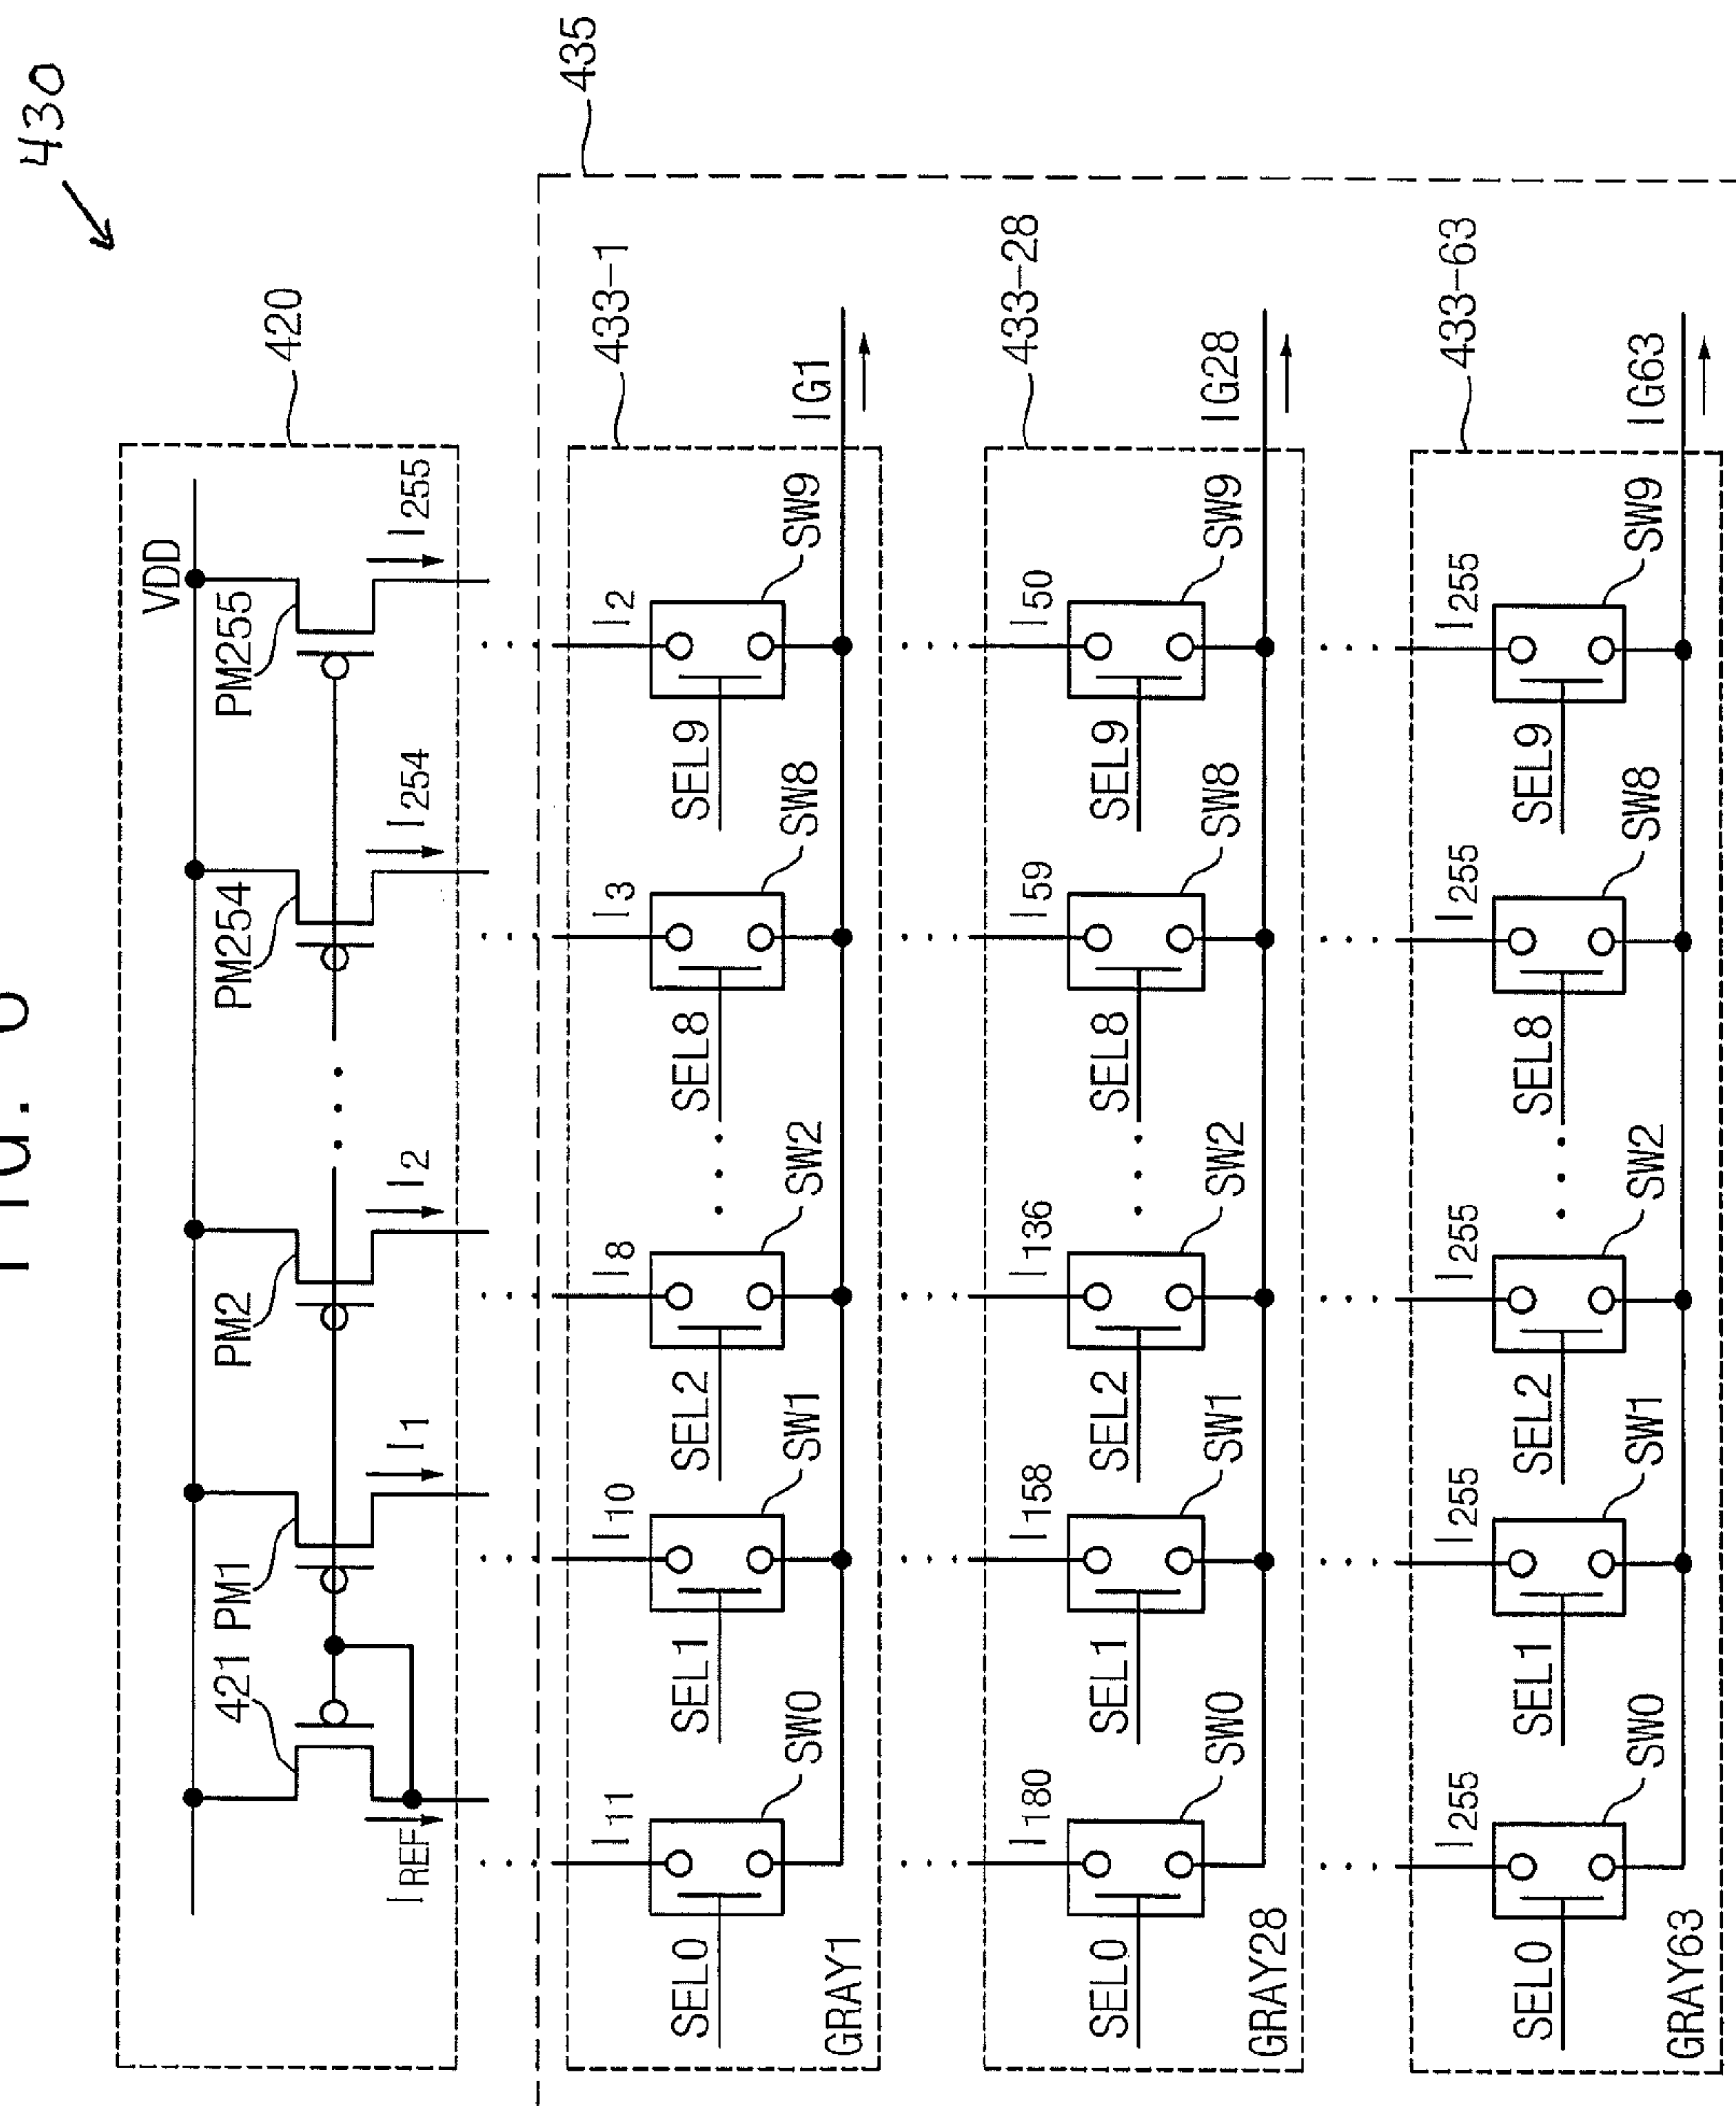 430
435
420
VDD
421
PM1
PM2
PM254
PM255
IREF
I1
I2
I254
I255
433-1
I11
I10
I8
I3
I2
SEL0
SEL1
SEL2
SEL8
SEL9
SW0
SW1
SW2
SW8
SW9
GRAY1
IG1
433-28
I180
I158
I136
I59
I50
SEL0
SEL1
SEL2
SEL8
SEL9
SW0
SW1
SW2
SW8
SW9
GRAY28
IG28
433-63
I255
I255
I255
I255
I255
SEL0
SEL1
SEL2
SEL8
SEL9
SW0
SW1
SW2
SW8
SW9
GRAY63
IG63